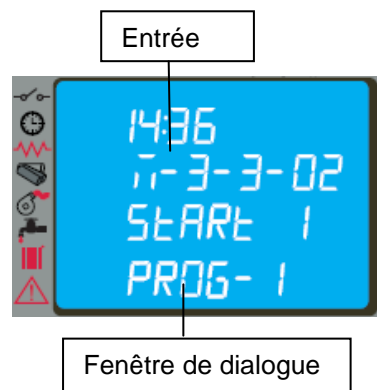 Entrée
14:36
п-3-3-02
StARt 1
PROG- 1
Fenêtre de dialogue